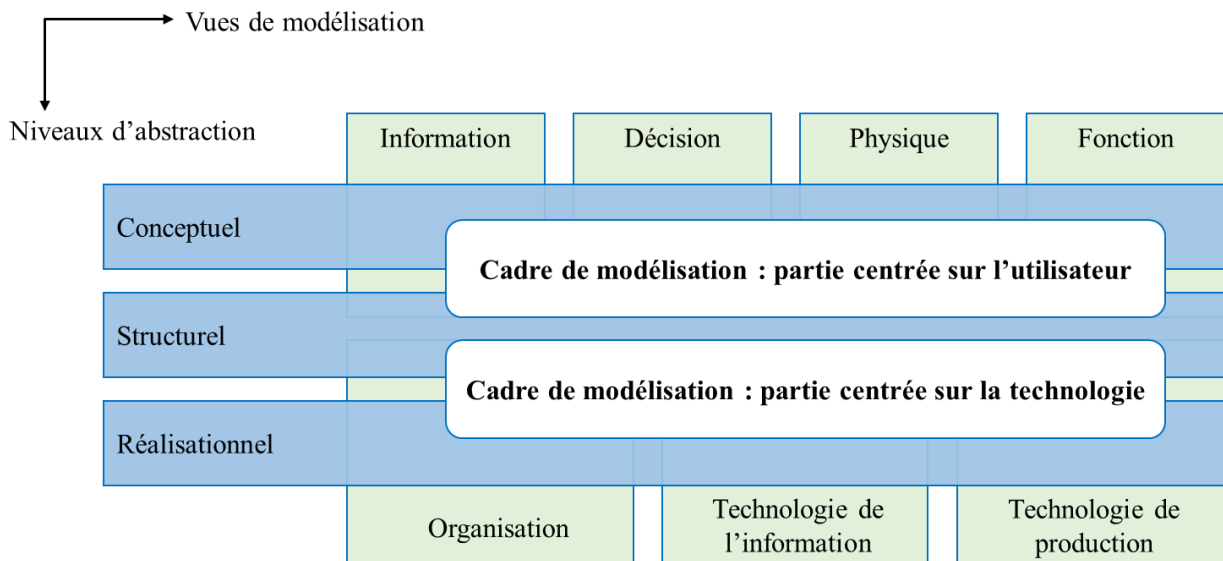 Vues de modélisation
Niveaux d’abstraction
Information
Décision
Physique
Fonction
Conceptuel
Cadre de modélisation : partie centrée sur l’utilisateur
Structurel
Cadre de modélisation : partie centrée sur la technologie
Réalisationnel
Organisation
Technologie de
l’information
Technologie de
production